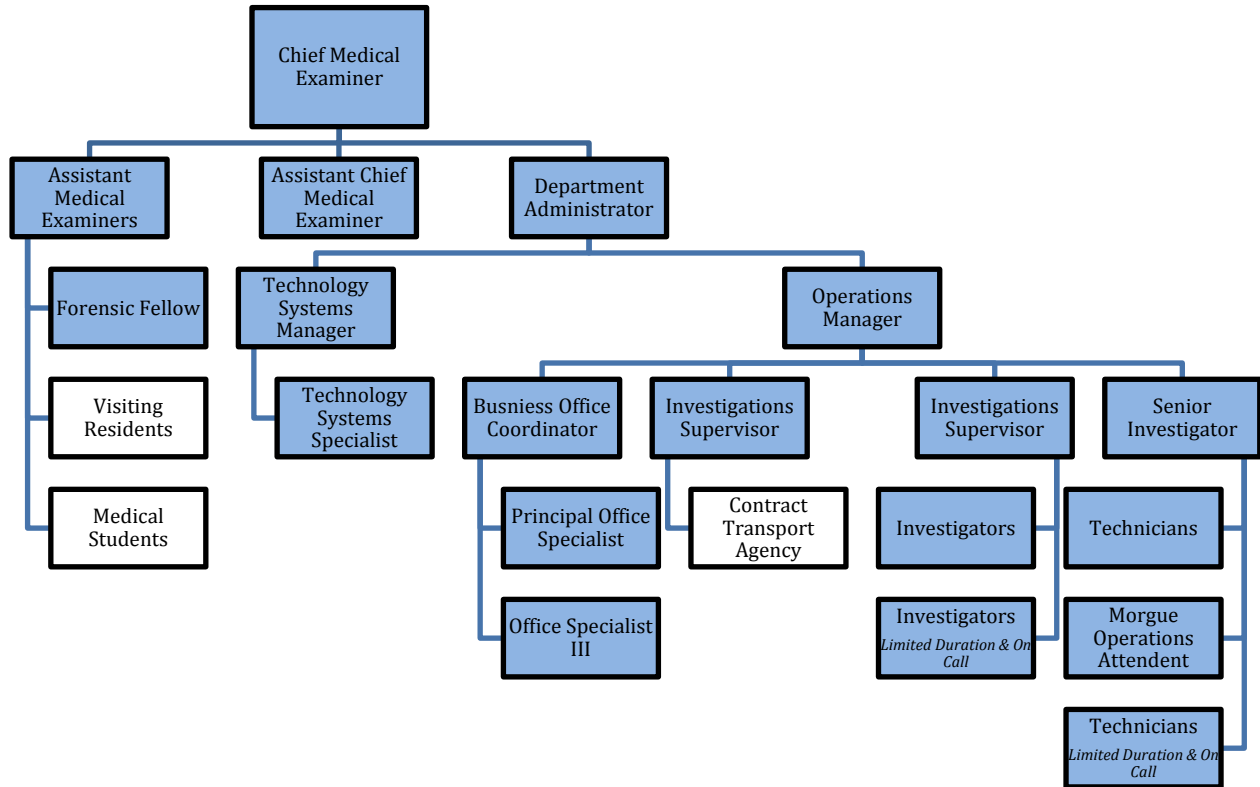 Chief Medical
Examiner
Assistant
Medical
Examiners
Assistant Chief
Medical
Examiner
Department
Administrator
Forensic Fellow
Visiting
Residents
Medical
Students
Technology
Systems
Manager
Technology
Systems
Specialist
Operations
Manager
Busniess Office
Coordinator
Principal Office
Specialist
Office Specialist
III
Investigations
Supervisor
Contract
Transport
Agency
Investigations
Supervisor
Investigators
Investigators
Limited Duration & On
Call
Senior
Investigator
Technicians
Morgue
Operations
Attendent
Technicians
Limited Duration & On
Call